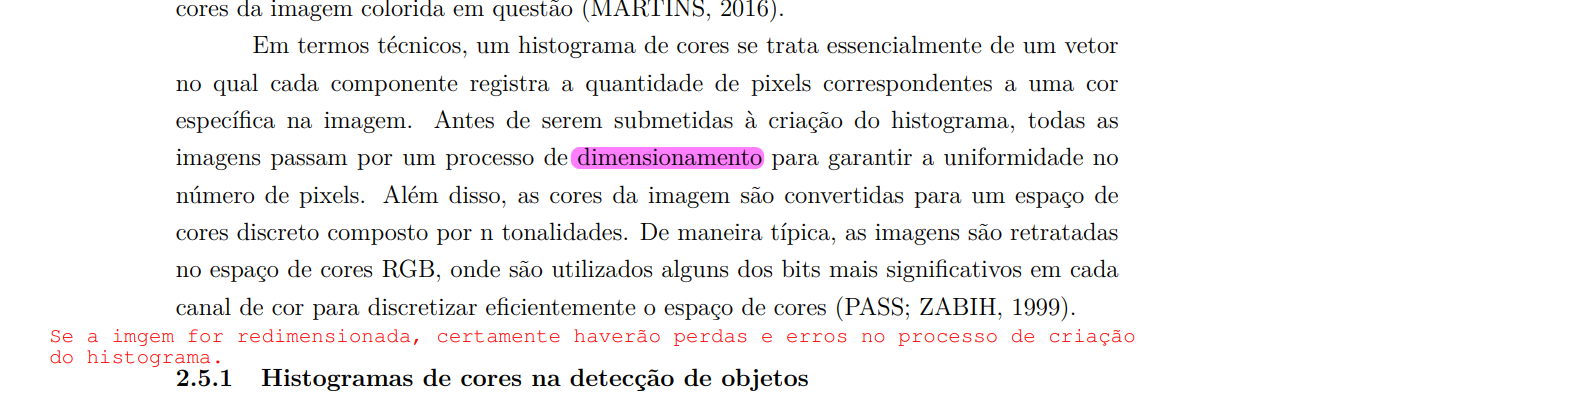 cores da imagem colorida em questão (MARTINS, 2016).
Em termos técnicos, um histograma de cores se trata essencialmente de um vetor
no qual cada componente registra a quantidade de pixels correspondentes a uma cor
específica na imagem. Antes de serem submetidas à criação do histograma, todas as
imagens passam por um processo de dimensionamento para garantir a uniformidade no
número de pixels. Além disso, as cores da imagem são convertidas para um espaço de
cores discreto composto por n tonalidades. De maneira típica, as imagens são retratadas
no espaço de cores RGB, onde são utilizados alguns dos bits mais significativos em cada
canal de cor para discretizar eficientemente o espaço de cores (PASS; ZABIH, 1999).
Se a imgem for redimensionada, certamente haverão perdas e erros no processo de criação
do histograma.
2.5.1 Histogramas de cores na detecção de objetos